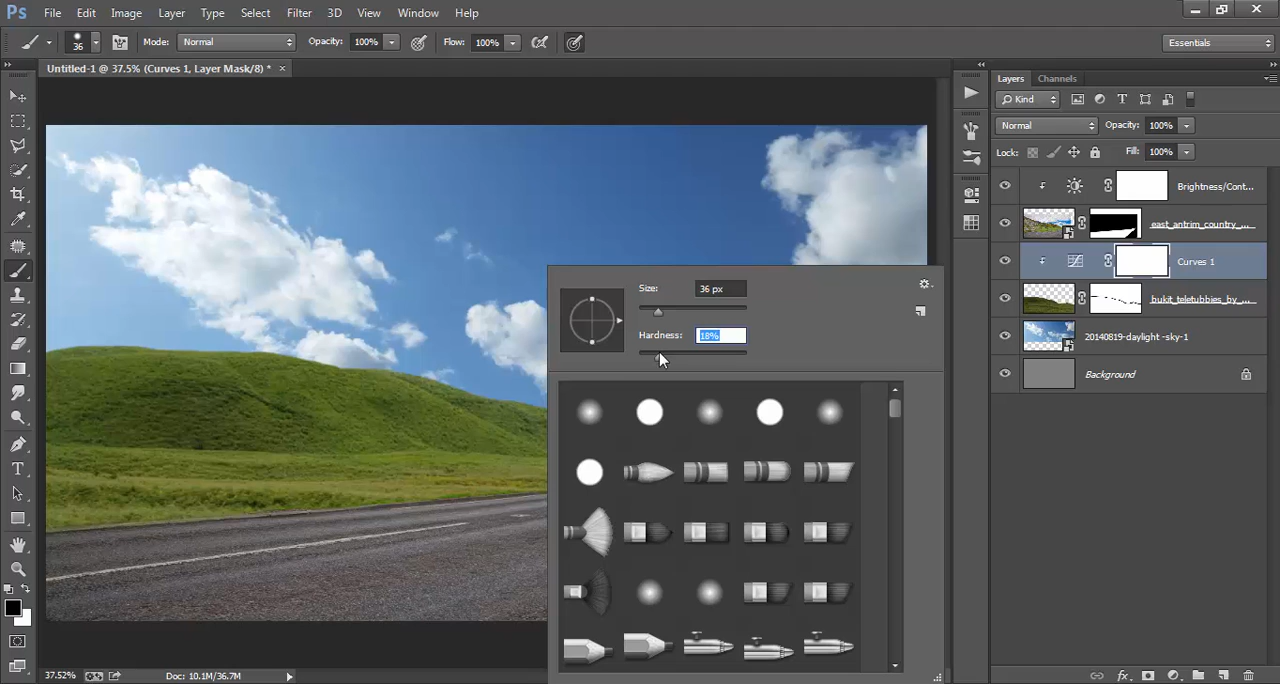 Ps File Edit Image Layer Type Select Filter 3D View Window Help
36 Mode: Normal Opacity: 100% Flow: 100% Essentials
Untitled-1 @ 37.5% (Curves 1, Layer Mask/8) * ×
Layers Channels
Kind
Normal Opacity: 100%
Lock: Fill: 100%
Brightness/Cont...
east_antrim_country_...
Curves 1
bukit_teletubbies_by_...
20140819-daylight -sky-1
Background
Size: 36 px
Hardness: 18%
37.52% Doc: 10.1M/36.7M